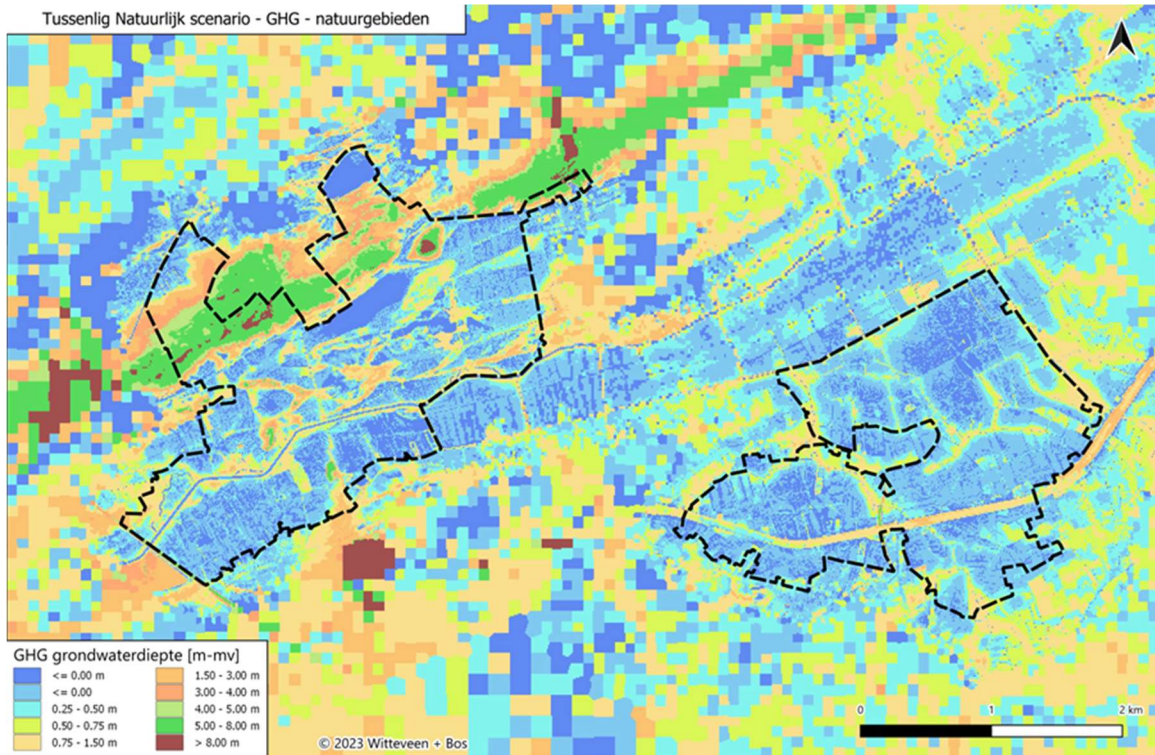 Tussenlig Natuurlijk scenario - GHG - natuurgebieden
GHG grondwaterdiepte [m-mv]
<= 0.00 m
<= 0.00
0.25 - 0.50 m
0.50 - 0.75 m
0.75 - 1.50 m
1.50 - 3.00 m
3.00 - 4.00 m
4.00 - 5.00 m
5.00 - 8.00 m
> 8.00 m
© 2023 Witteveen + Bos
0 1 2 km